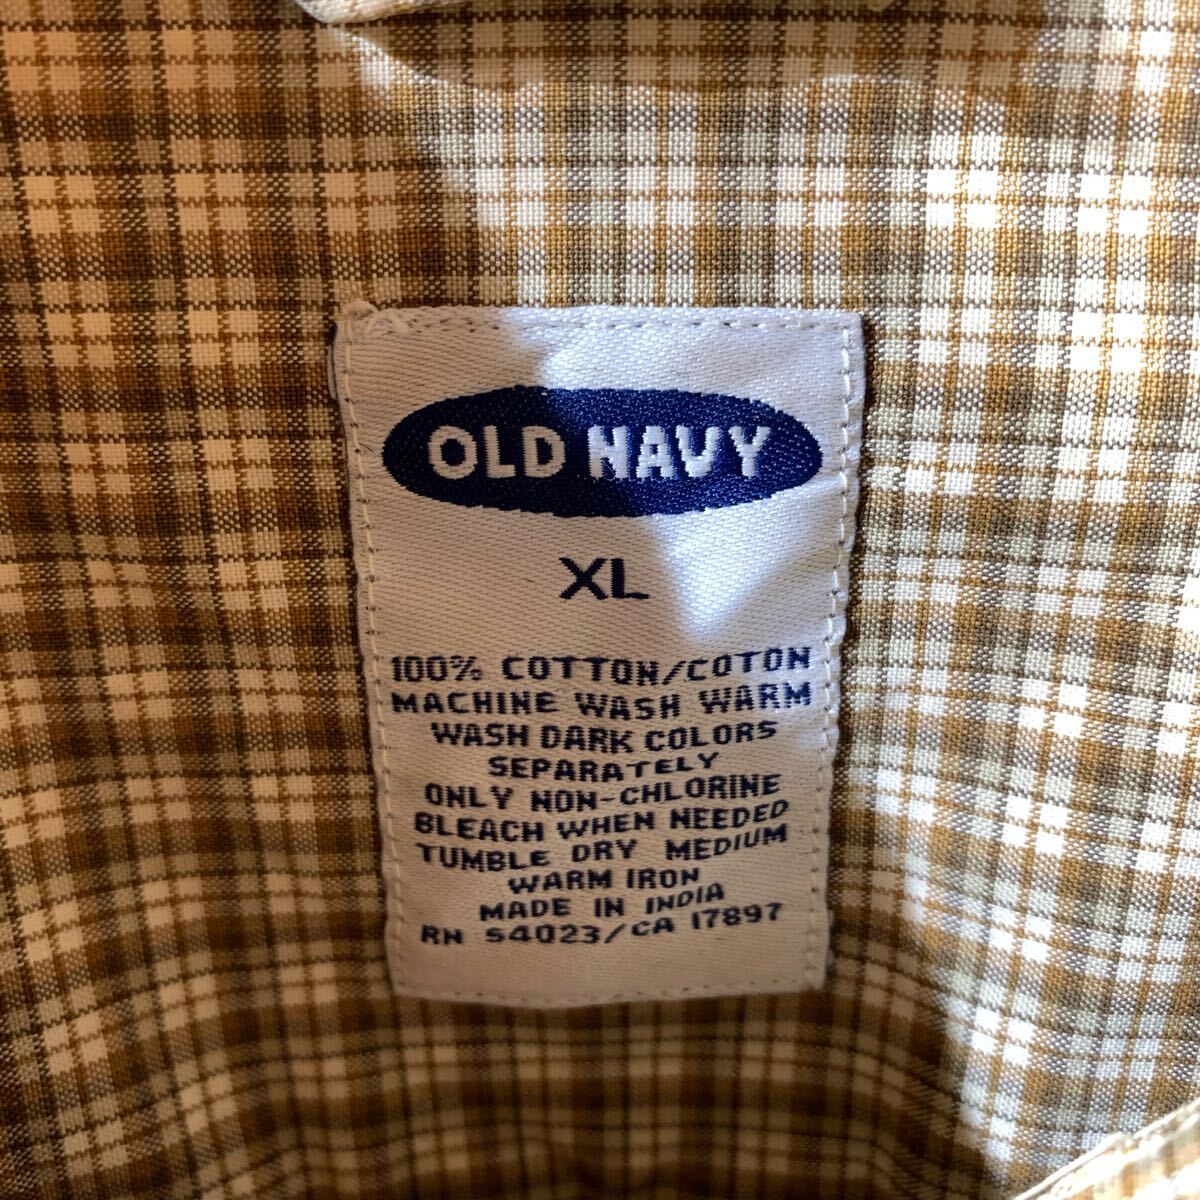 OLD NAVY
XL
100% COTTON/COTON
MACHINE WASH WARM
WASH DARK COLORS
SEPARATELY
ONLY NON-CHLORINE
BLEACH WHEN NEEDED
TUMBLE DRY MEDIUM
WARM IRON
MADE IN INDIA
RN 54023/CA 17897